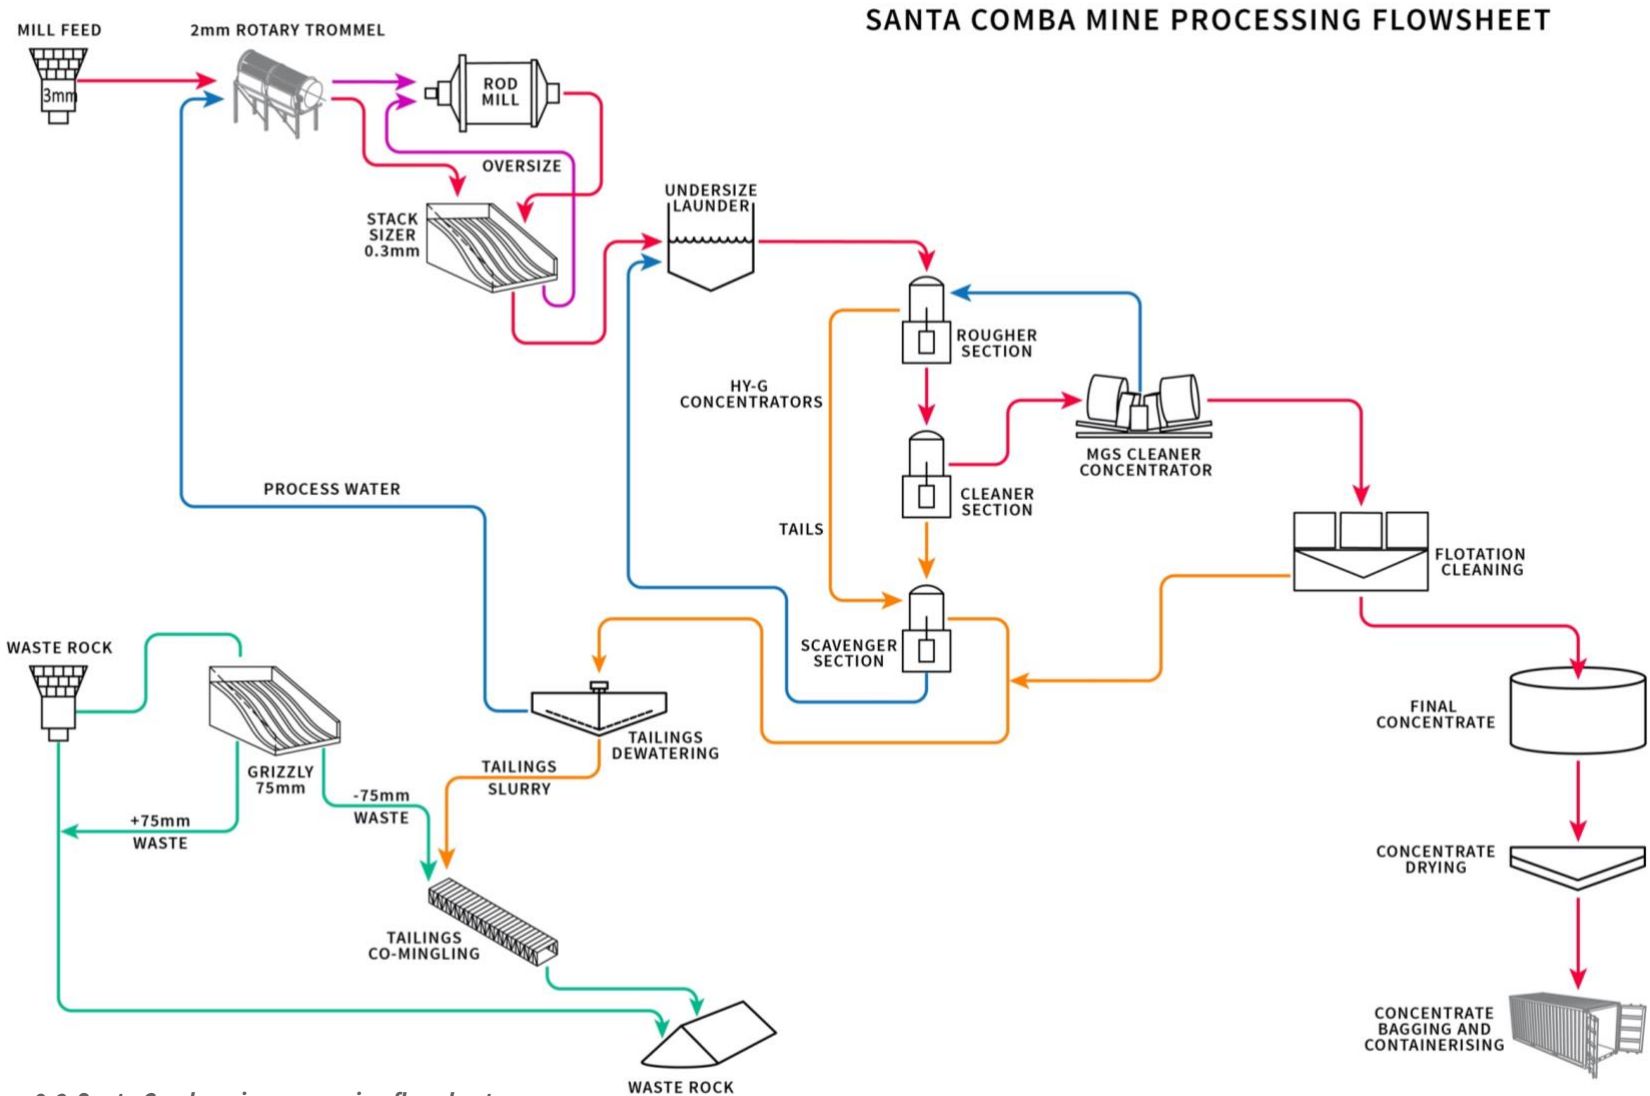 SANTA COMBA MINE PROCESSING FLOWSHEET
MILL FEED
3mm
2mm ROTARY TROMMEL
ROD
MILL
OVERSIZE
STACK
SIZER
0.3mm
UNDERSIZE
LAUNDER
ROUGHER
SECTION
HY-G
CONCENTRATORS
MGS CLEANER
CONCENTRATOR
CLEANER
SECTION
PROCESS WATER
TAILS
FLOTATION
CLEANING
SCAVENGER
SECTION
WASTE ROCK
FINAL
CONCENTRATE
TAILINGS
DEWATERING
GRIZZLY
75mm
TAILINGS
SLURRY
-75mm
WASTE
+75mm
WASTE
CONCENTRATE
DRYING
TAILINGS
CO-MINGLING
CONCENTRATE
BAGGING AND
CONTAINERISING
WASTE ROCK